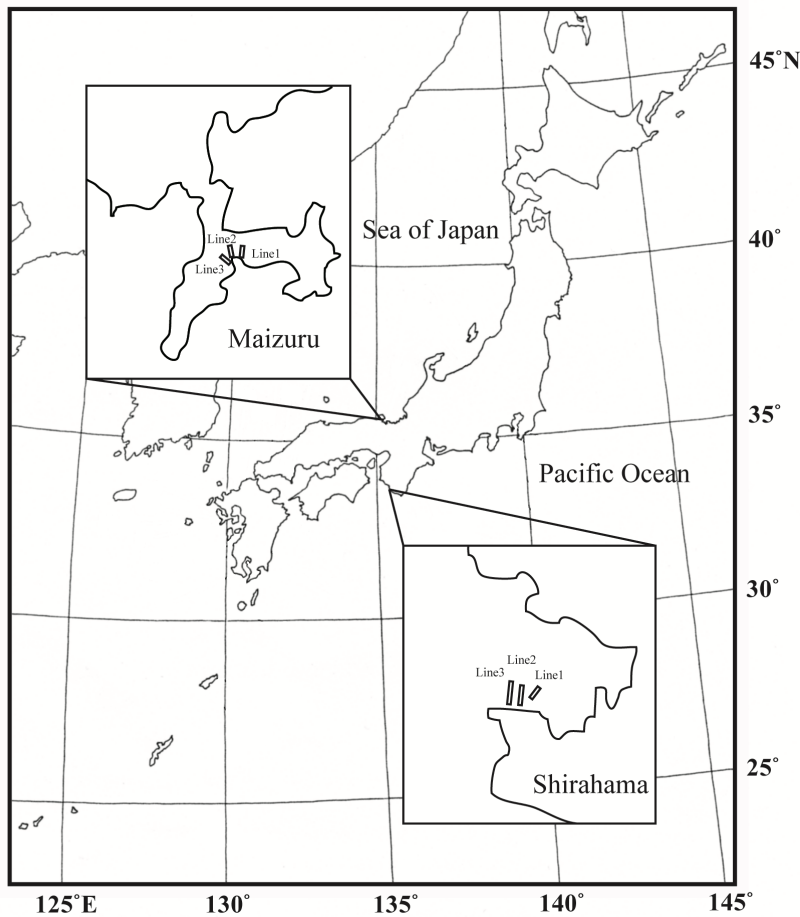 45°N
Sea of Japan
40°
Line2
Line1
Line3
Maizuru
35°
Pacific Ocean
30°
Line2
Line3
Line1
25°
Shirahama
125°E
130°
135°
140°
145°